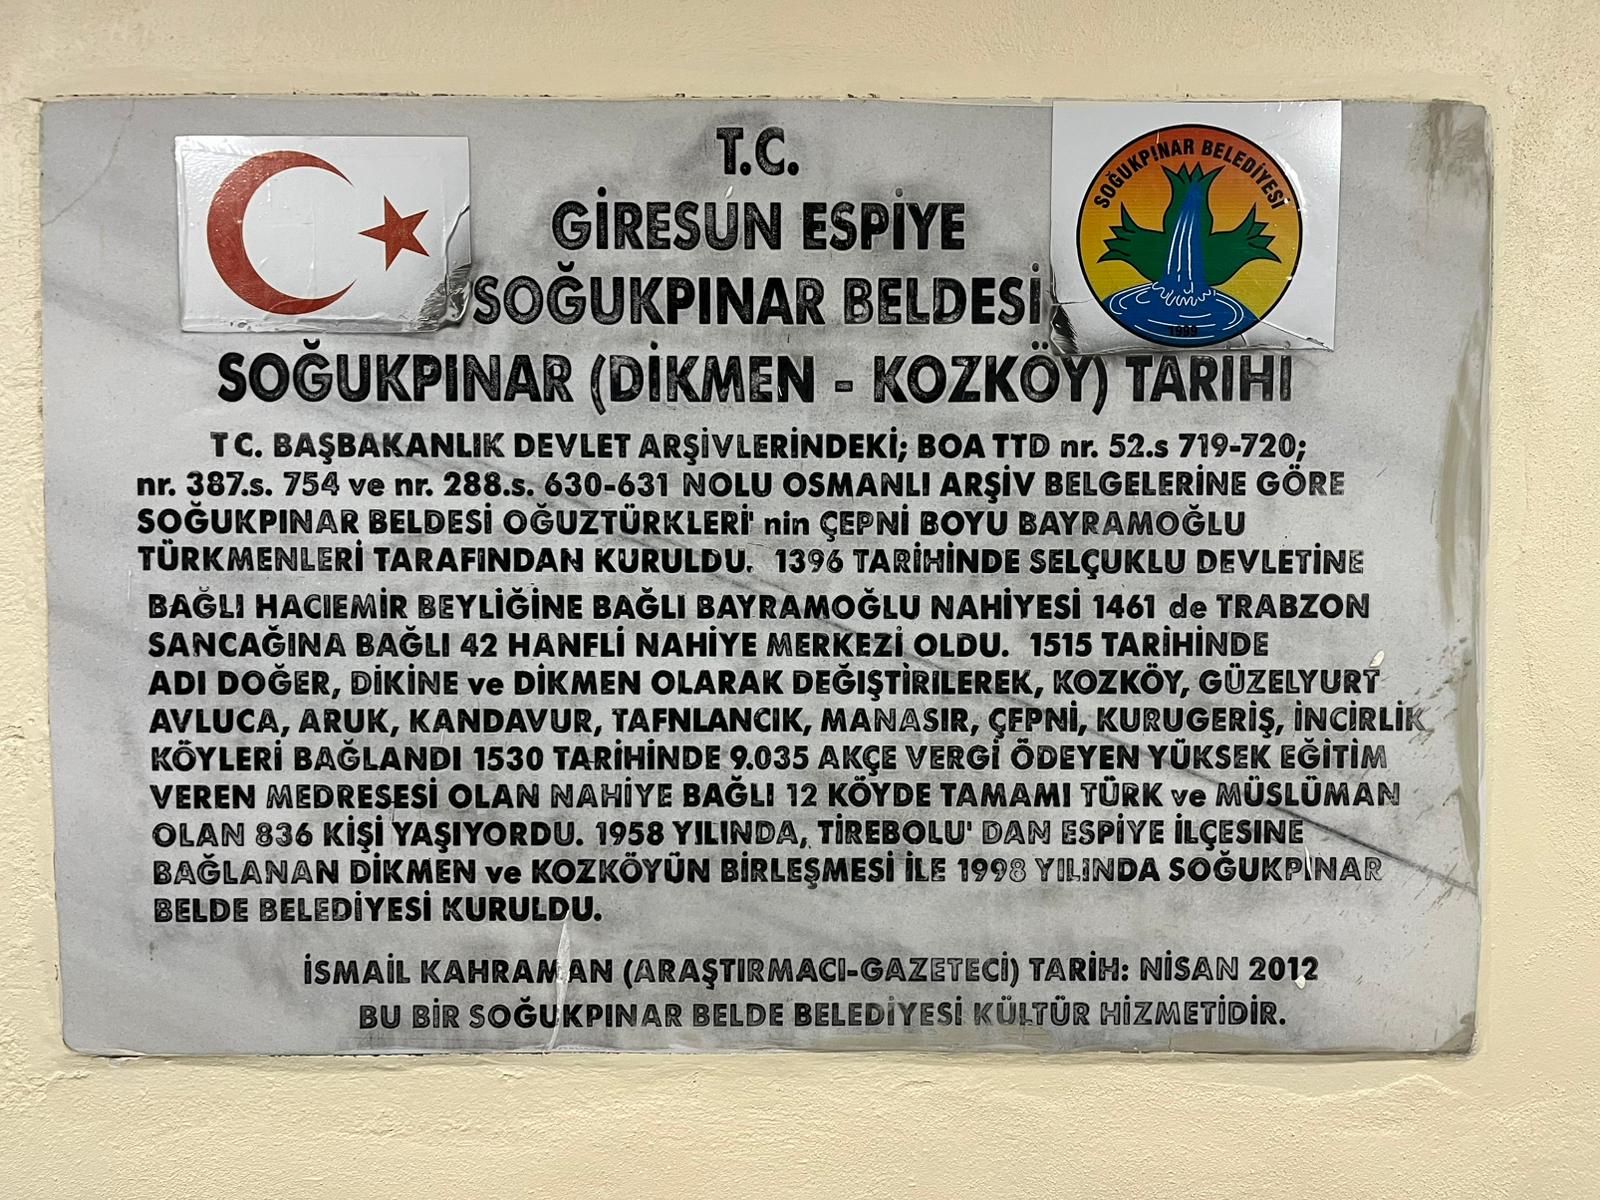 T.C.
GİRESUN ESPİYE
SOĞUKPINAR BELDESİ
SOĞUKPINAR (DİKMEN - KOZKÖY) TARİHİ
SOĞUKPINAR BELEDİYESİ
1999
T C. BAŞBAKANLIK DEVLET ARŞİVLERİNDEKİ; BOA TTD nr. 52.s 719-720;
nr. 387.s. 754 ve nr. 288.s. 630-631 NOLU OSMANLI ARŞİV BELGELERİNE GÖRE
SOĞUKPINAR BELDESİ OĞUZTÜRKLERİ' nin ÇEPNİ BOYU BAYRAMOĞLU
TÜRKMENLERİ TARAFINDAN KURULDU. 1396 TARİHİNDE SELÇUKLU DEVLETİNE
BAĞLI HACIEMİR BEYLİĞİNE BAĞLI BAYRAMOĞLU NAHİYESİ 1461 de TRABZON
SANCAĞINA BAĞLI 42 HANELİ NAHİYE MERKEZİ OLDU. 1515 TARİHİNDE
ADI DOĞER, DİKİNE ve DİKMEN OLARAK DEĞİŞTİRİLEREK, KOZKÖY, GÜZELYURT
AVLUCA, ARUK, KANDAVUR, TAFNLANCIK, MANASIR, ÇEPNİ, KURUGERİŞ, İNCİRLİK
KÖYLERİ BAĞLANDI 1530 TARİHİNDE 9.035 AKÇE VERGİ ÖDEYEN YÜKSEK EĞİTİM
VEREN MEDRESESİ OLAN NAHİYE BAĞLI 12 KÖYDE TAMAMI TÜRK ve MÜSLÜMAN
OLAN 836 KİŞİ YAŞIYORDU. 1958 YILINDA, TİREBOLU' DAN ESPİYE İLÇESINE
BAĞLANAN DİKMEN ve KOZKÖYÜN BİRLEŞMESİ İLE 1998 YILINDA SOĞUKPINAR
BELDE BELEDİYESİ KURULDU.
İSMAİL KAHRAMAN (ARAŞTIRMACI-GAZETECİ) TARİH: NİSAN 2012
BU BİR SOĞUKPINAR BELDE BELEDİYESİ KÜLTÜR HİZMETİDİR.